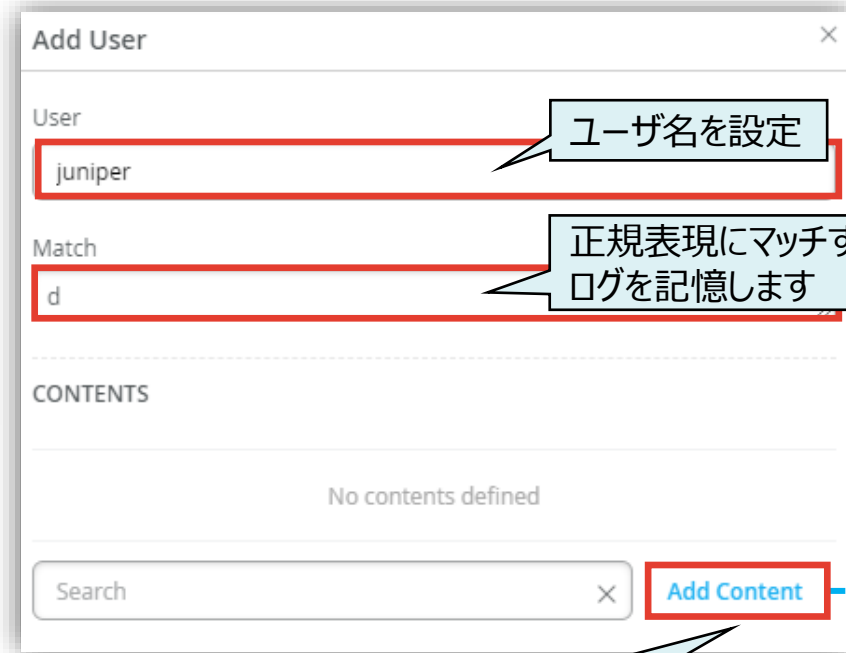 Add User
User
ユーザ名を設定
juniper
Match
正規表現にマッチす
ログを記憶します
d
CONTENTS
No contents defined
Search
Add Content